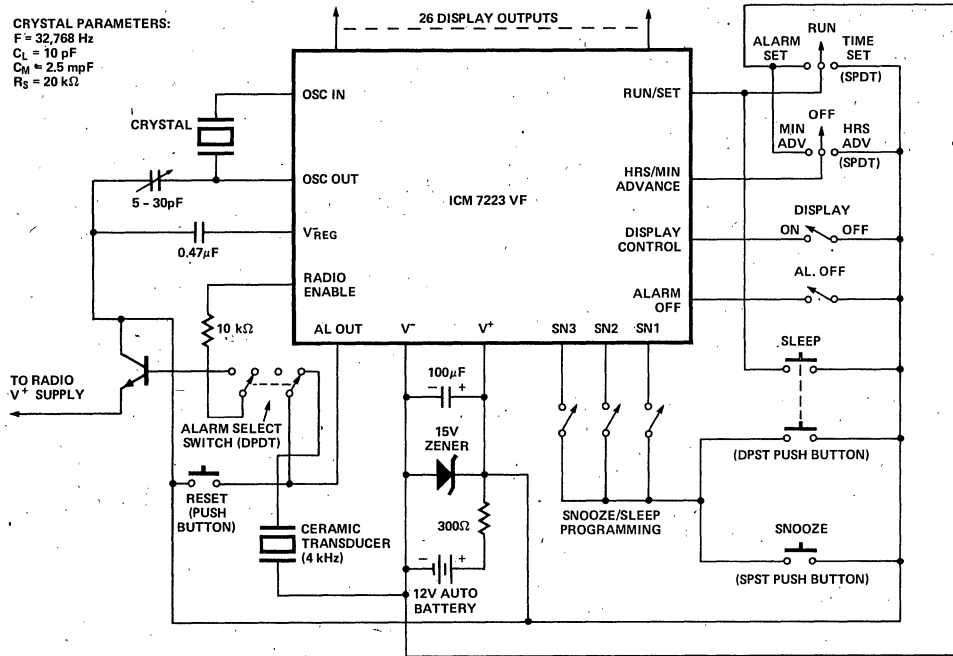 CRYSTAL PARAMETERS:
F = 32,768 Hz
CL = 10 pF
CM = 2.5 mpF
RS = 20 kΩ
26 DISPLAY OUTPUTS
OSC IN
CRYSTAL
OSC OUT
5 – 30pF
V-REG
0.47μF
RADIO
ENABLE
10 kΩ
AL OUT
V-
V+
SN3
SN2
SN1
ICM 7223 VF
RUN/SET
HRS/MIN
ADVANCE
DISPLAY
CONTROL
ALARM
OFF
RUN
ALARM
SET
TIME
SET
(SPDT)
OFF
MIN
ADV
HRS
ADV
(SPDT)
DISPLAY
ON
OFF
AL. OFF
SLEEP
(DPST PUSH BUTTON)
SNOOZE
(SPST PUSH BUTTON)
TO RADIO
V+ SUPPLY
ALARM SELECT
SWITCH (DPDT)
RESET
(PUSH
BUTTON)
CERAMIC
TRANSDUCER
(4 kHz)
100μF
− +
15V
ZENER
300Ω
− +
12V AUTO
BATTERY
SNOOZE/SLEEP
PROGRAMMING